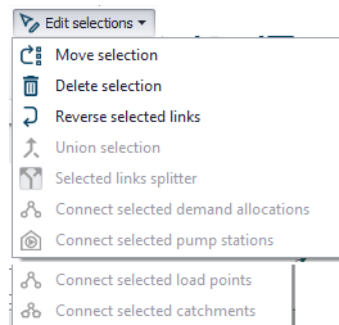 Edit selections
Move selection
Delete selection
Reverse selected links
Union selection
Selected links splitter
Connect selected demand allocations
Connect selected pump stations
Connect selected load points
Connect selected catchments